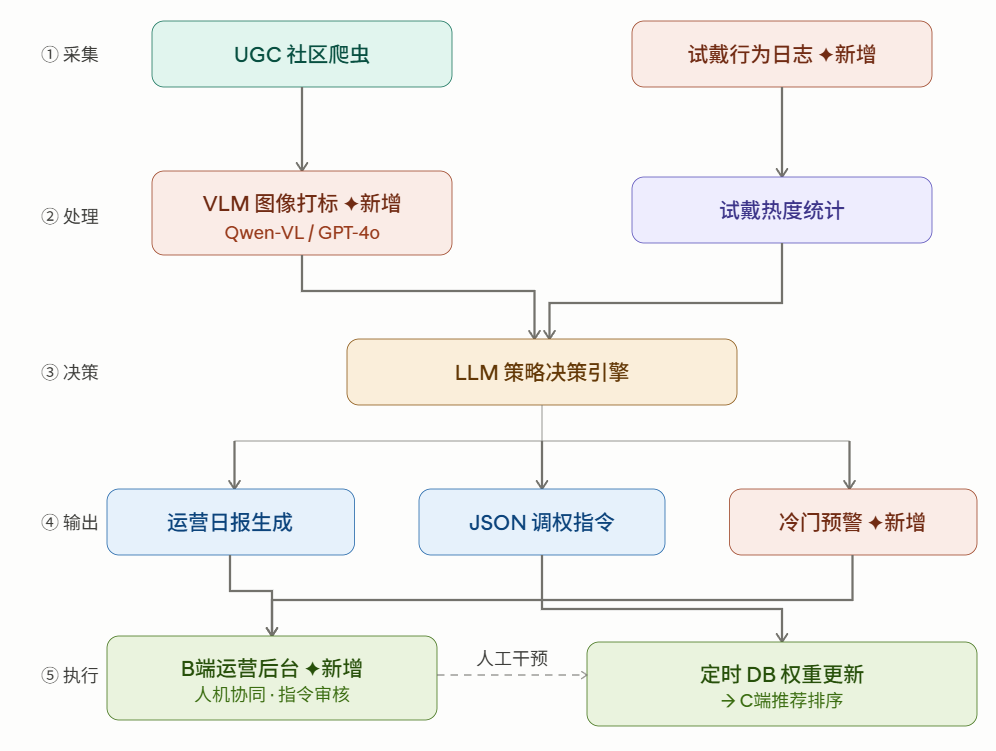 ① 采集
UGC 社区爬虫
试戴行为日志 ✦新增
② 处理
VLM 图像打标 ✦新增
Qwen-VL / GPT-4o
试戴热度统计
③ 决策
LLM 策略决策引擎
④ 输出
运营日报生成
JSON 调权指令
冷门预警 ✦新增
⑤ 执行
B端运营后台 ✦新增
人机协同 · 指令审核
人工干预
定时 DB 权重更新
→ C端推荐排序